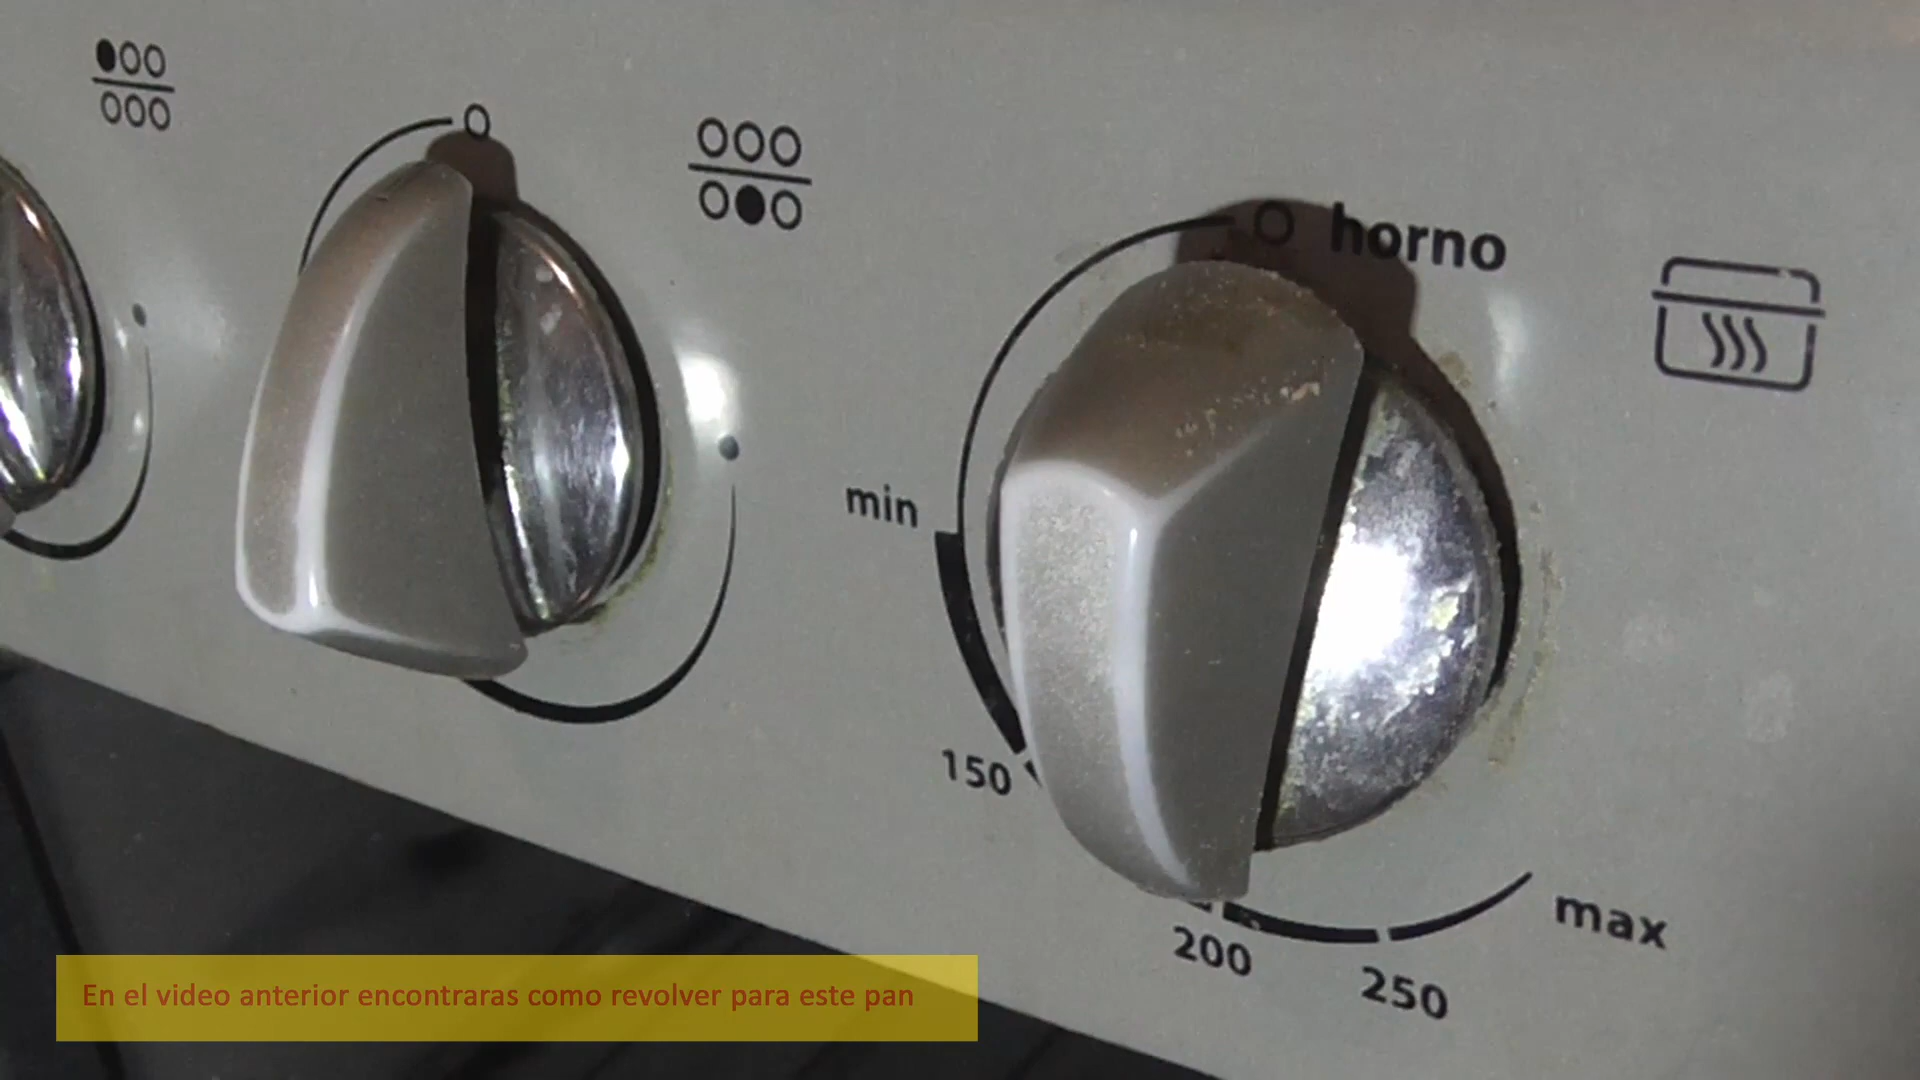 horno
min
150
200
250
max
En el video anterior encontraras como revolver para este pan